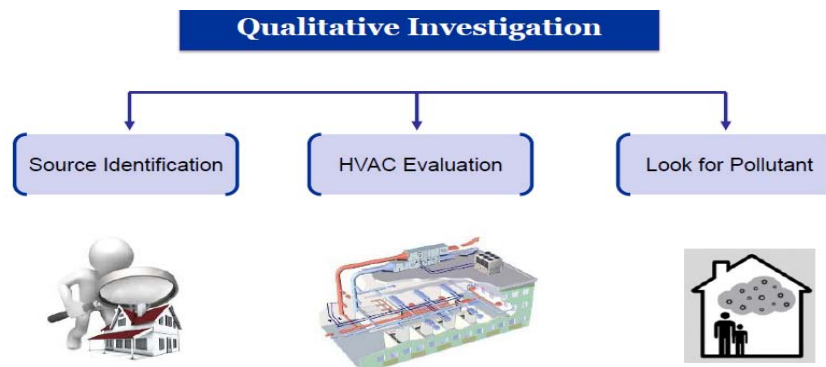 Qualitative Investigation
Source Identification
HVAC Evaluation
Look for Pollutant